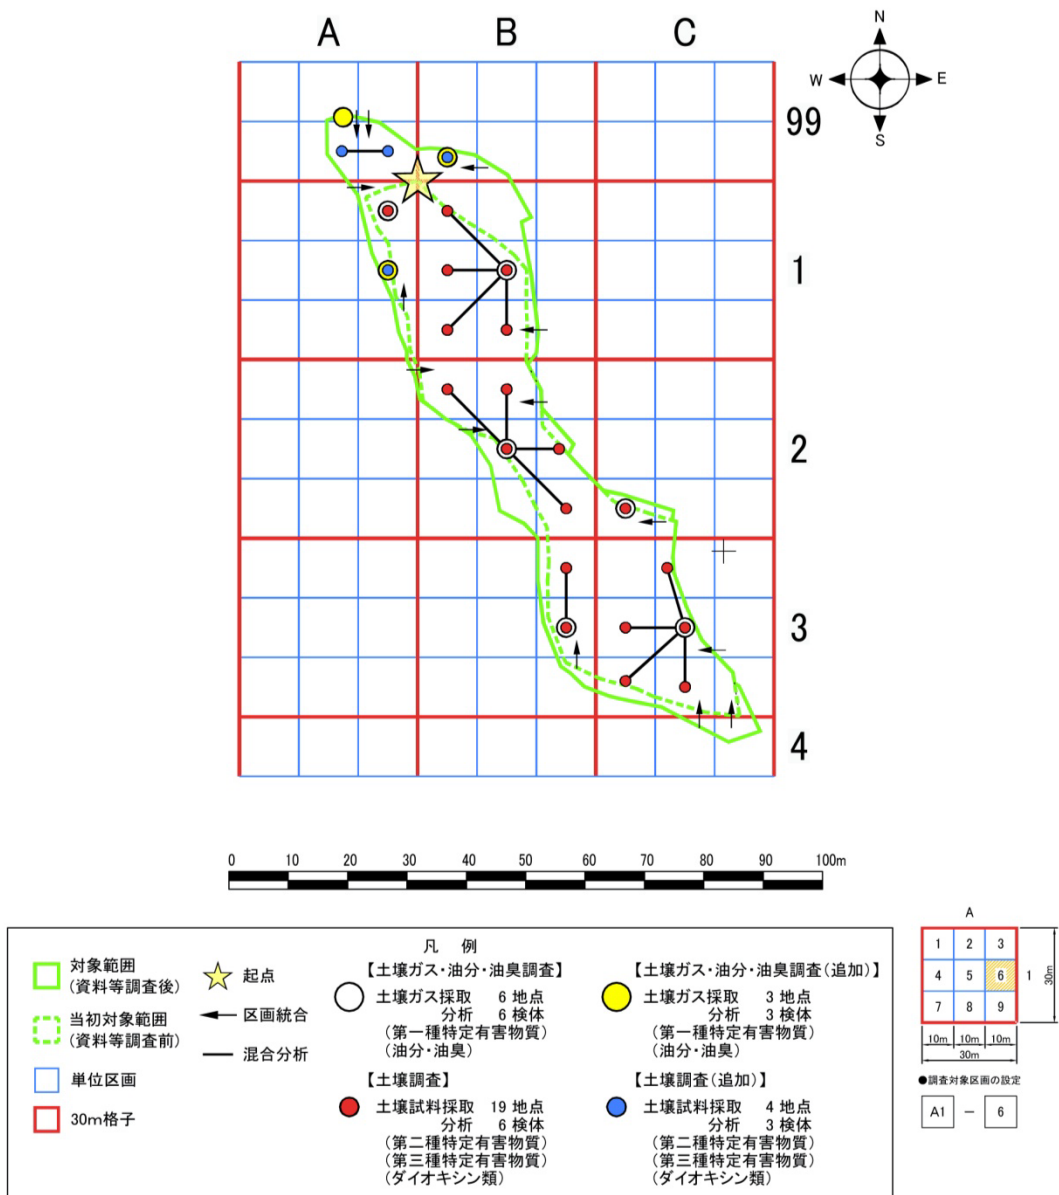 A B C
N
W E
S
99
1
2
3
4
0 10 20 30 40 50 60 70 80 90 100m
凡 例
対象範囲
(資料等調査後)
当初対象範囲
(資料等調査前)
単位区画
30m格子
起点
区画統合
混合分析
【土壌ガス・油分・油臭調査】
土壌ガス採取 6 地点
分析 6 検体
(第一種特定有害物質)
(油分・油臭)
【土壌調査】
土壌試料採取 19 地点
分析 6 検体
(第二種特定有害物質)
(第三種特定有害物質)
(ダイオキシン類)
【土壌ガス・油分・油臭調査(追加)】
土壌ガス採取 3 地点
分析 3 検体
(第一種特定有害物質)
(油分・油臭)
【土壌調査(追加)】
土壌試料採取 4 地点
分析 3 検体
(第二種特定有害物質)
(第三種特定有害物質)
(ダイオキシン類)
A
1 2 3
4 5 6 1 30m
7 8 9
10m 10m 10m
30m
●調査対象区画の設定
A1 － 6